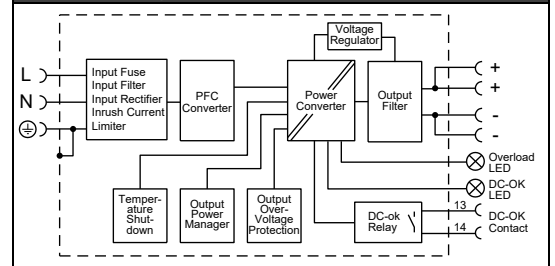 L
N
Input Fuse
Input Filter
Input Rectifier
Inrush Current
Limiter
PFC
Converter
Voltage
Regulator
Power
Converter
Output
Filter
+
+
-
-
Overload
LED
DC-OK
LED
Temper-
ature
Shut-
down
Output
Power
Manager
Output
Over-
Voltage
Protection
DC-ok
Relay
13
14
DC-OK
Contact